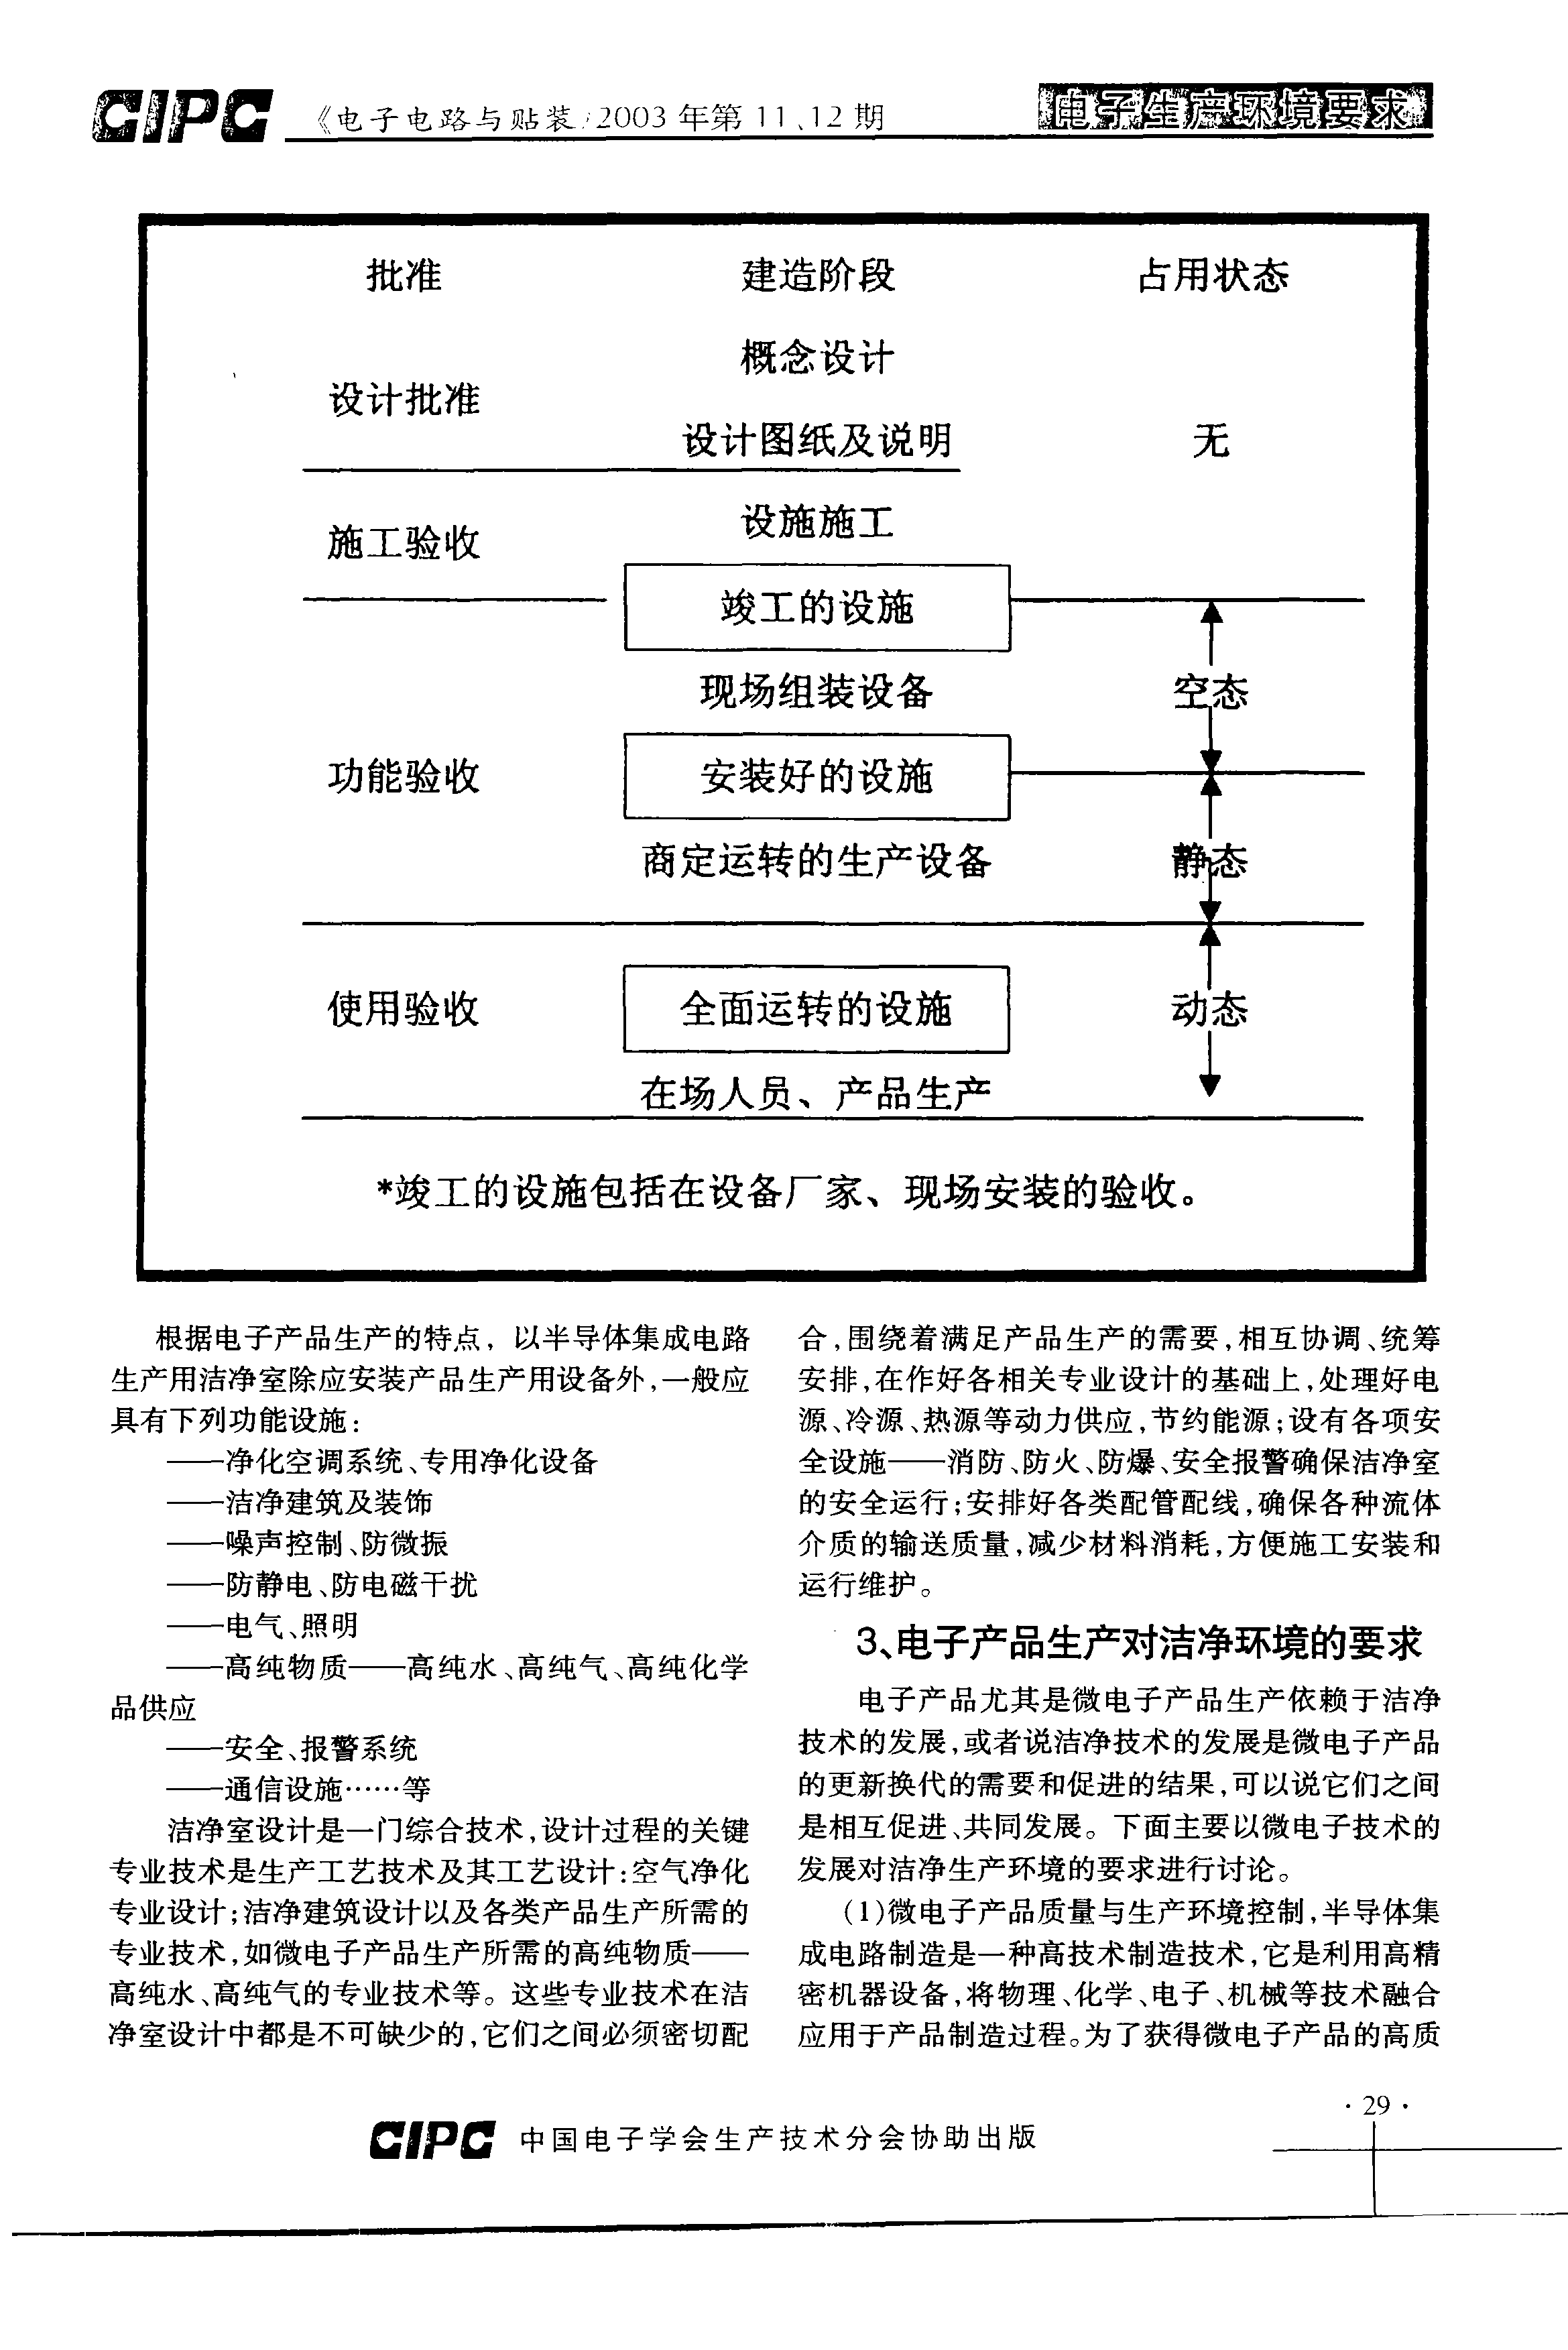 CIPC 《电子电路与贴装》2003 年第 11、12 期
电子生产环境要求
批准 建造阶段 占用状态
概念设计
设计批准
设计图纸及说明 无
设施施工
施工验收
竣工的设施
现场组装设备 空态
功能验收 安装好的设施
商定运转的生产设备 静态
使用验收 全面运转的设施 动态
在场人员、产品生产
*竣工的设施包括在设备厂家、现场安装的验收。
根据电子产品生产的特点，以半导体集成电路
生产用洁净室除应安装产品生产用设备外，一般应
具有下列功能设施：
——净化空调系统、专用净化设备
——洁净建筑及装饰
——噪声控制、防微振
——防静电、防电磁干扰
——电气、照明
——高纯物质——高纯水、高纯气、高纯化学
品供应
——安全、报警系统
——通信设施……等
洁净室设计是一门综合技术，设计过程的关键
专业技术是生产工艺技术及其工艺设计：空气净化
专业设计；洁净建筑设计以及各类产品生产所需的
专业技术，如微电子产品生产所需的高纯物质——
高纯水、高纯气的专业技术等。这些专业技术在洁
净室设计中都是不可缺少的，它们之间必须密切配
合，围绕着满足产品生产的需要，相互协调、统筹
安排，在作好各相关专业设计的基础上，处理好电
源、冷源、热源等动力供应，节约能源；设有各项安
全设施——消防、防火、防爆、安全报警确保洁净室
的安全运行；安排好各类配管配线，确保各种流体
介质的输送质量，减少材料消耗，方便施工安装和
运行维护。
3、电子产品生产对洁净环境的要求
电子产品尤其是微电子产品生产依赖于洁净
技术的发展，或者说洁净技术的发展是微电子产品
的更新换代的需要和促进的结果，可以说它们之间
是相互促进、共同发展。下面主要以微电子技术的
发展对洁净生产环境的要求进行讨论。
(1)微电子产品质量与生产环境控制，半导体集
成电路制造是一种高技术制造技术，它是利用高精
密机器设备，将物理、化学、电子、机械等技术融合
应用于产品制造过程。为了获得微电子产品的高质
·29·
CIPC 中国电子学会生产技术分会协助出版